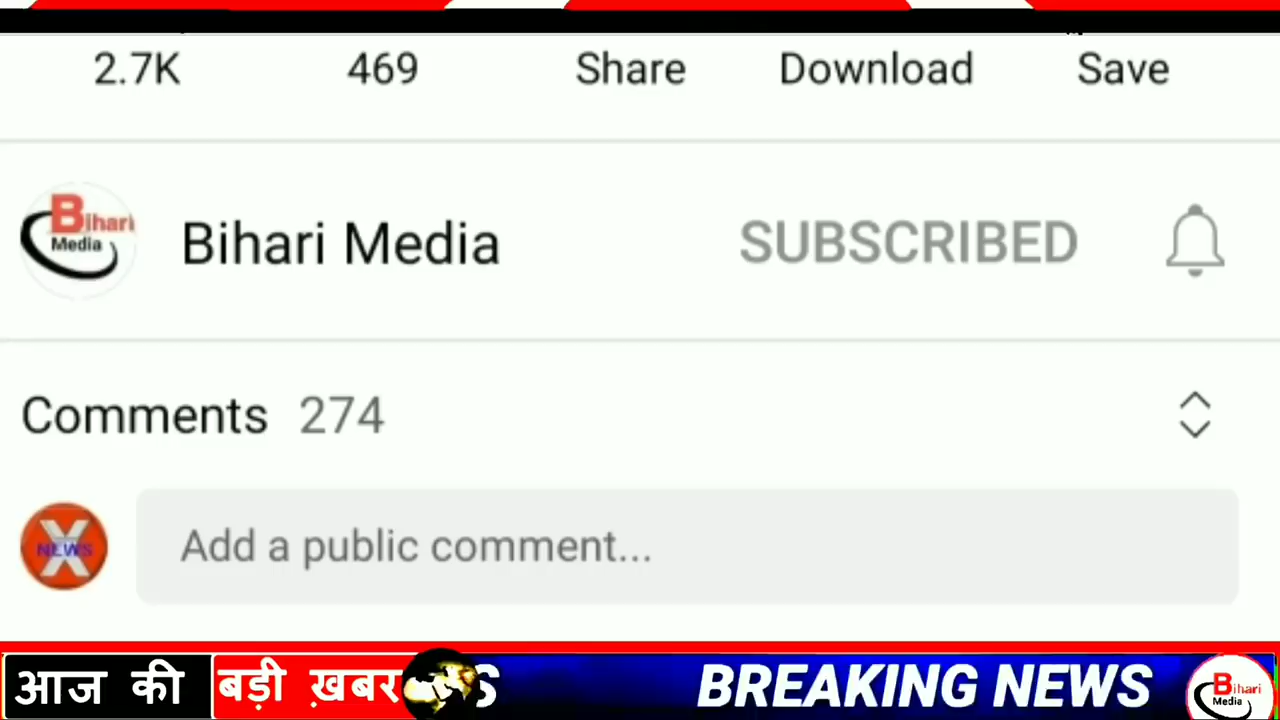 2.7K 469 Share Download Save
Bihari Media
Bihari Media SUBSCRIBED
Comments 274
NEWS X
Add a public comment...
आज की बड़ी ख़बर S BREAKING NEWS
Bihari Media